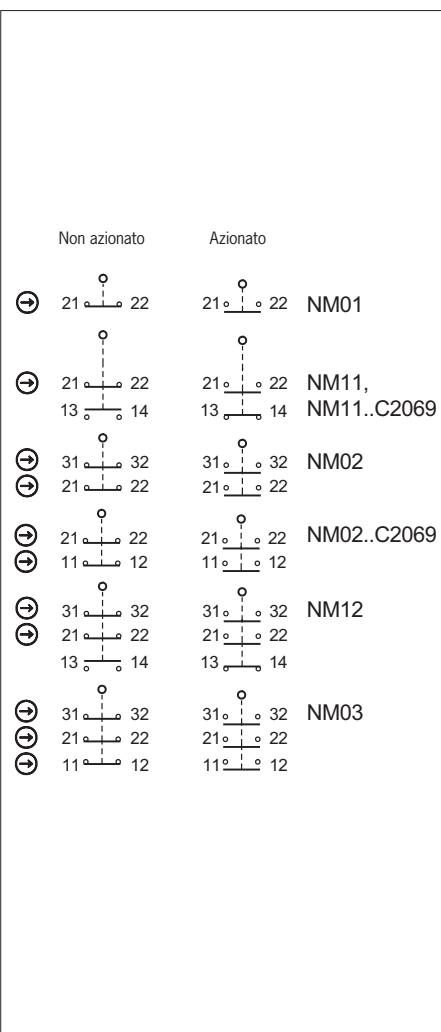 Non azionato Azionato
21 22 21 22 NM01
21 22 21 22 NM11,
13 14 13 14 NM11..C2069
31 32 31 32 NM02
21 22 21 22
21 22 21 22 NM02..C2069
11 12 11 12
31 32 31 32 NM12
21 22 21 22
13 14 13 14
31 32 31 32 NM03
21 22 21 22
11 12 11 12